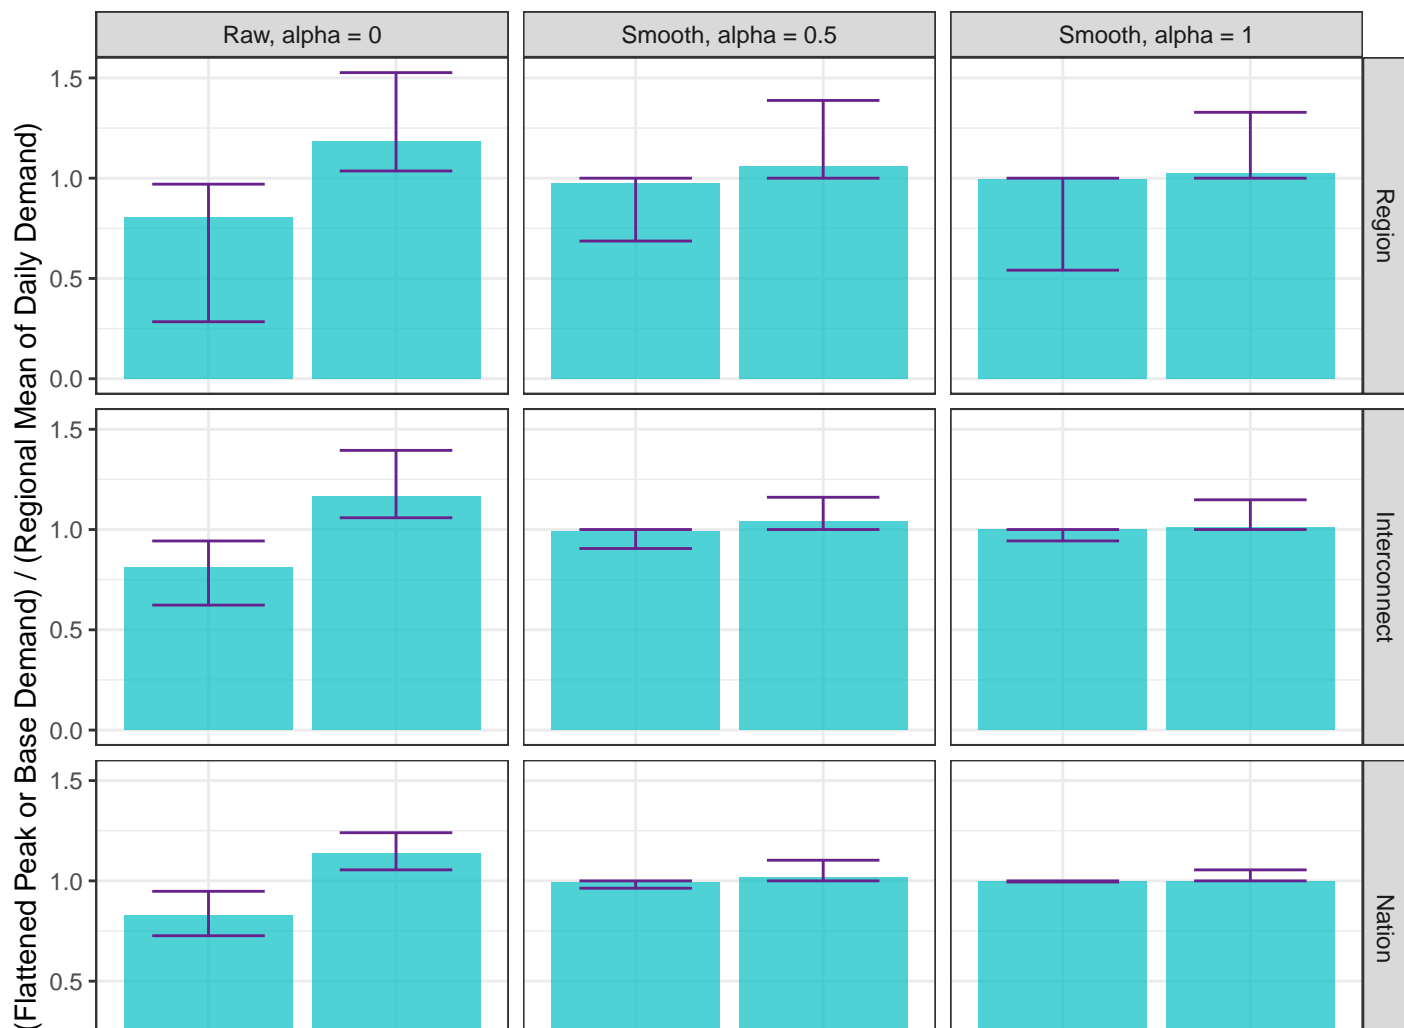 Raw, alpha = 0
Smooth, alpha = 0.5
Smooth, alpha = 1
(Flattened Peak or Base Demand) / (Regional Mean of Daily Demand)
1.5
1.0
0.5
0.0
Region
1.5
1.0
0.5
0.0
Interconnect
1.5
1.0
0.5
Nation